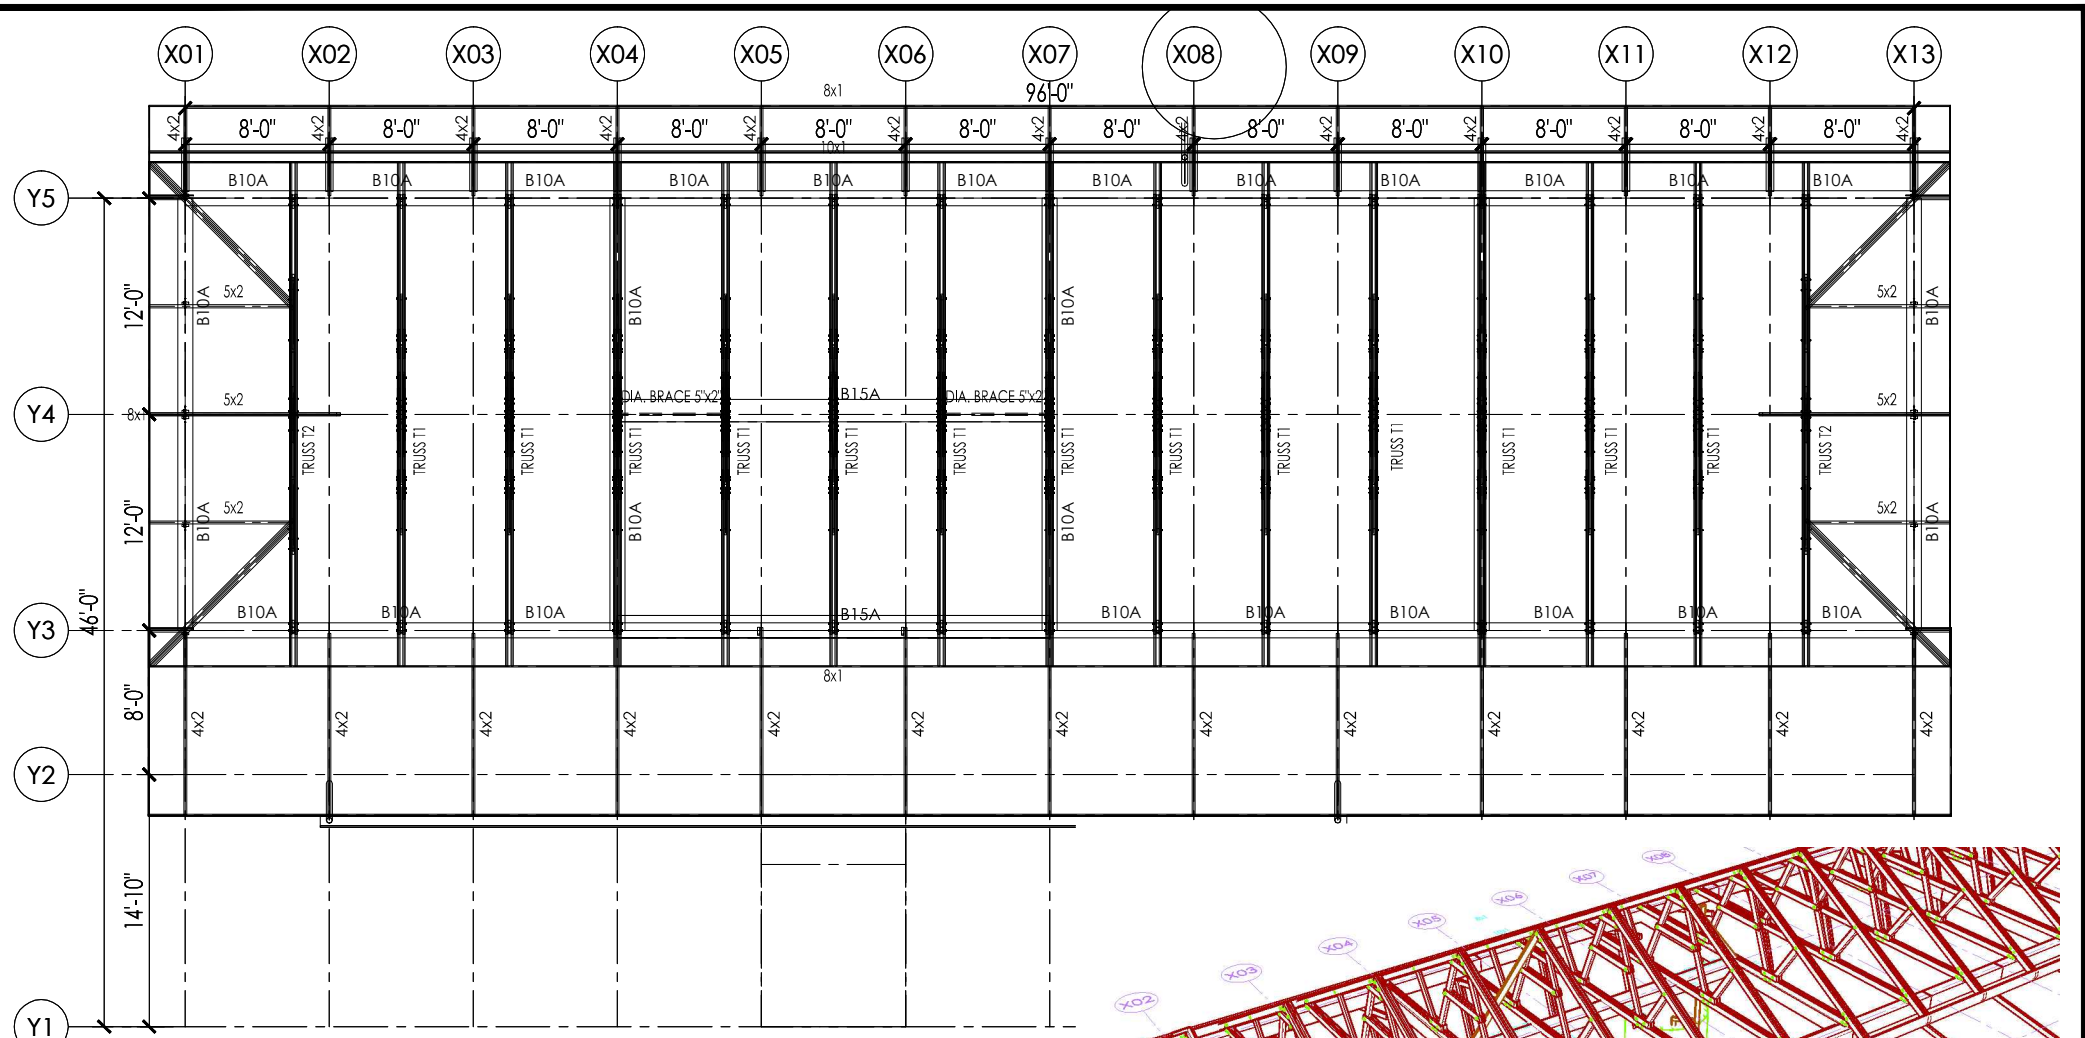 X01 X02 X03 X04 X05 X06 X07 X08 X09 X10 X11 X12 X13
8x1
96'-0"
4x2 8'-0" 4x2 8'-0" 4x2 8'-0" 4x2 8'-0" 4x2 8'-0" 4x2 8'-0" 4x2 8'-0" 4x2 8'-0" 4x2 8'-0" 4x2 8'-0" 4x2 8'-0" 4x2 8'-0" 4x2
10x1
B10A B10A B10A B10A B10A B10A B10A B10A B10A B10A B10A B10A
Y5
12'-0" B10A 5x2 B10A B10A 5x2 B10A
DIA. BRACE 5"x2" B15A DIA. BRACE 5"x2"
Y4 8x1 5x2 5x2
TRUSS T2 TRUSS T1 TRUSS T1 TRUSS T1 TRUSS T1 TRUSS T1 TRUSS T1 TRUSS T1 TRUSS T1 TRUSS T1 TRUSS T1 TRUSS T1 TRUSS T1 TRUSS T1 TRUSS T2
12'-0" B10A 5x2 B10A B10A 5x2 B10A
46'-0"
B10A B10A B10A B15A B10A B10A B10A B10A B10A B10A
Y3
8x1
8'-0" 4x2 4x2 4x2 4x2 4x2 4x2 4x2 4x2 4x2 4x2 4x2 4x2 4x2
Y2
14'-10"
X08
X07
X06
X05
X04
X03
X02
Y1